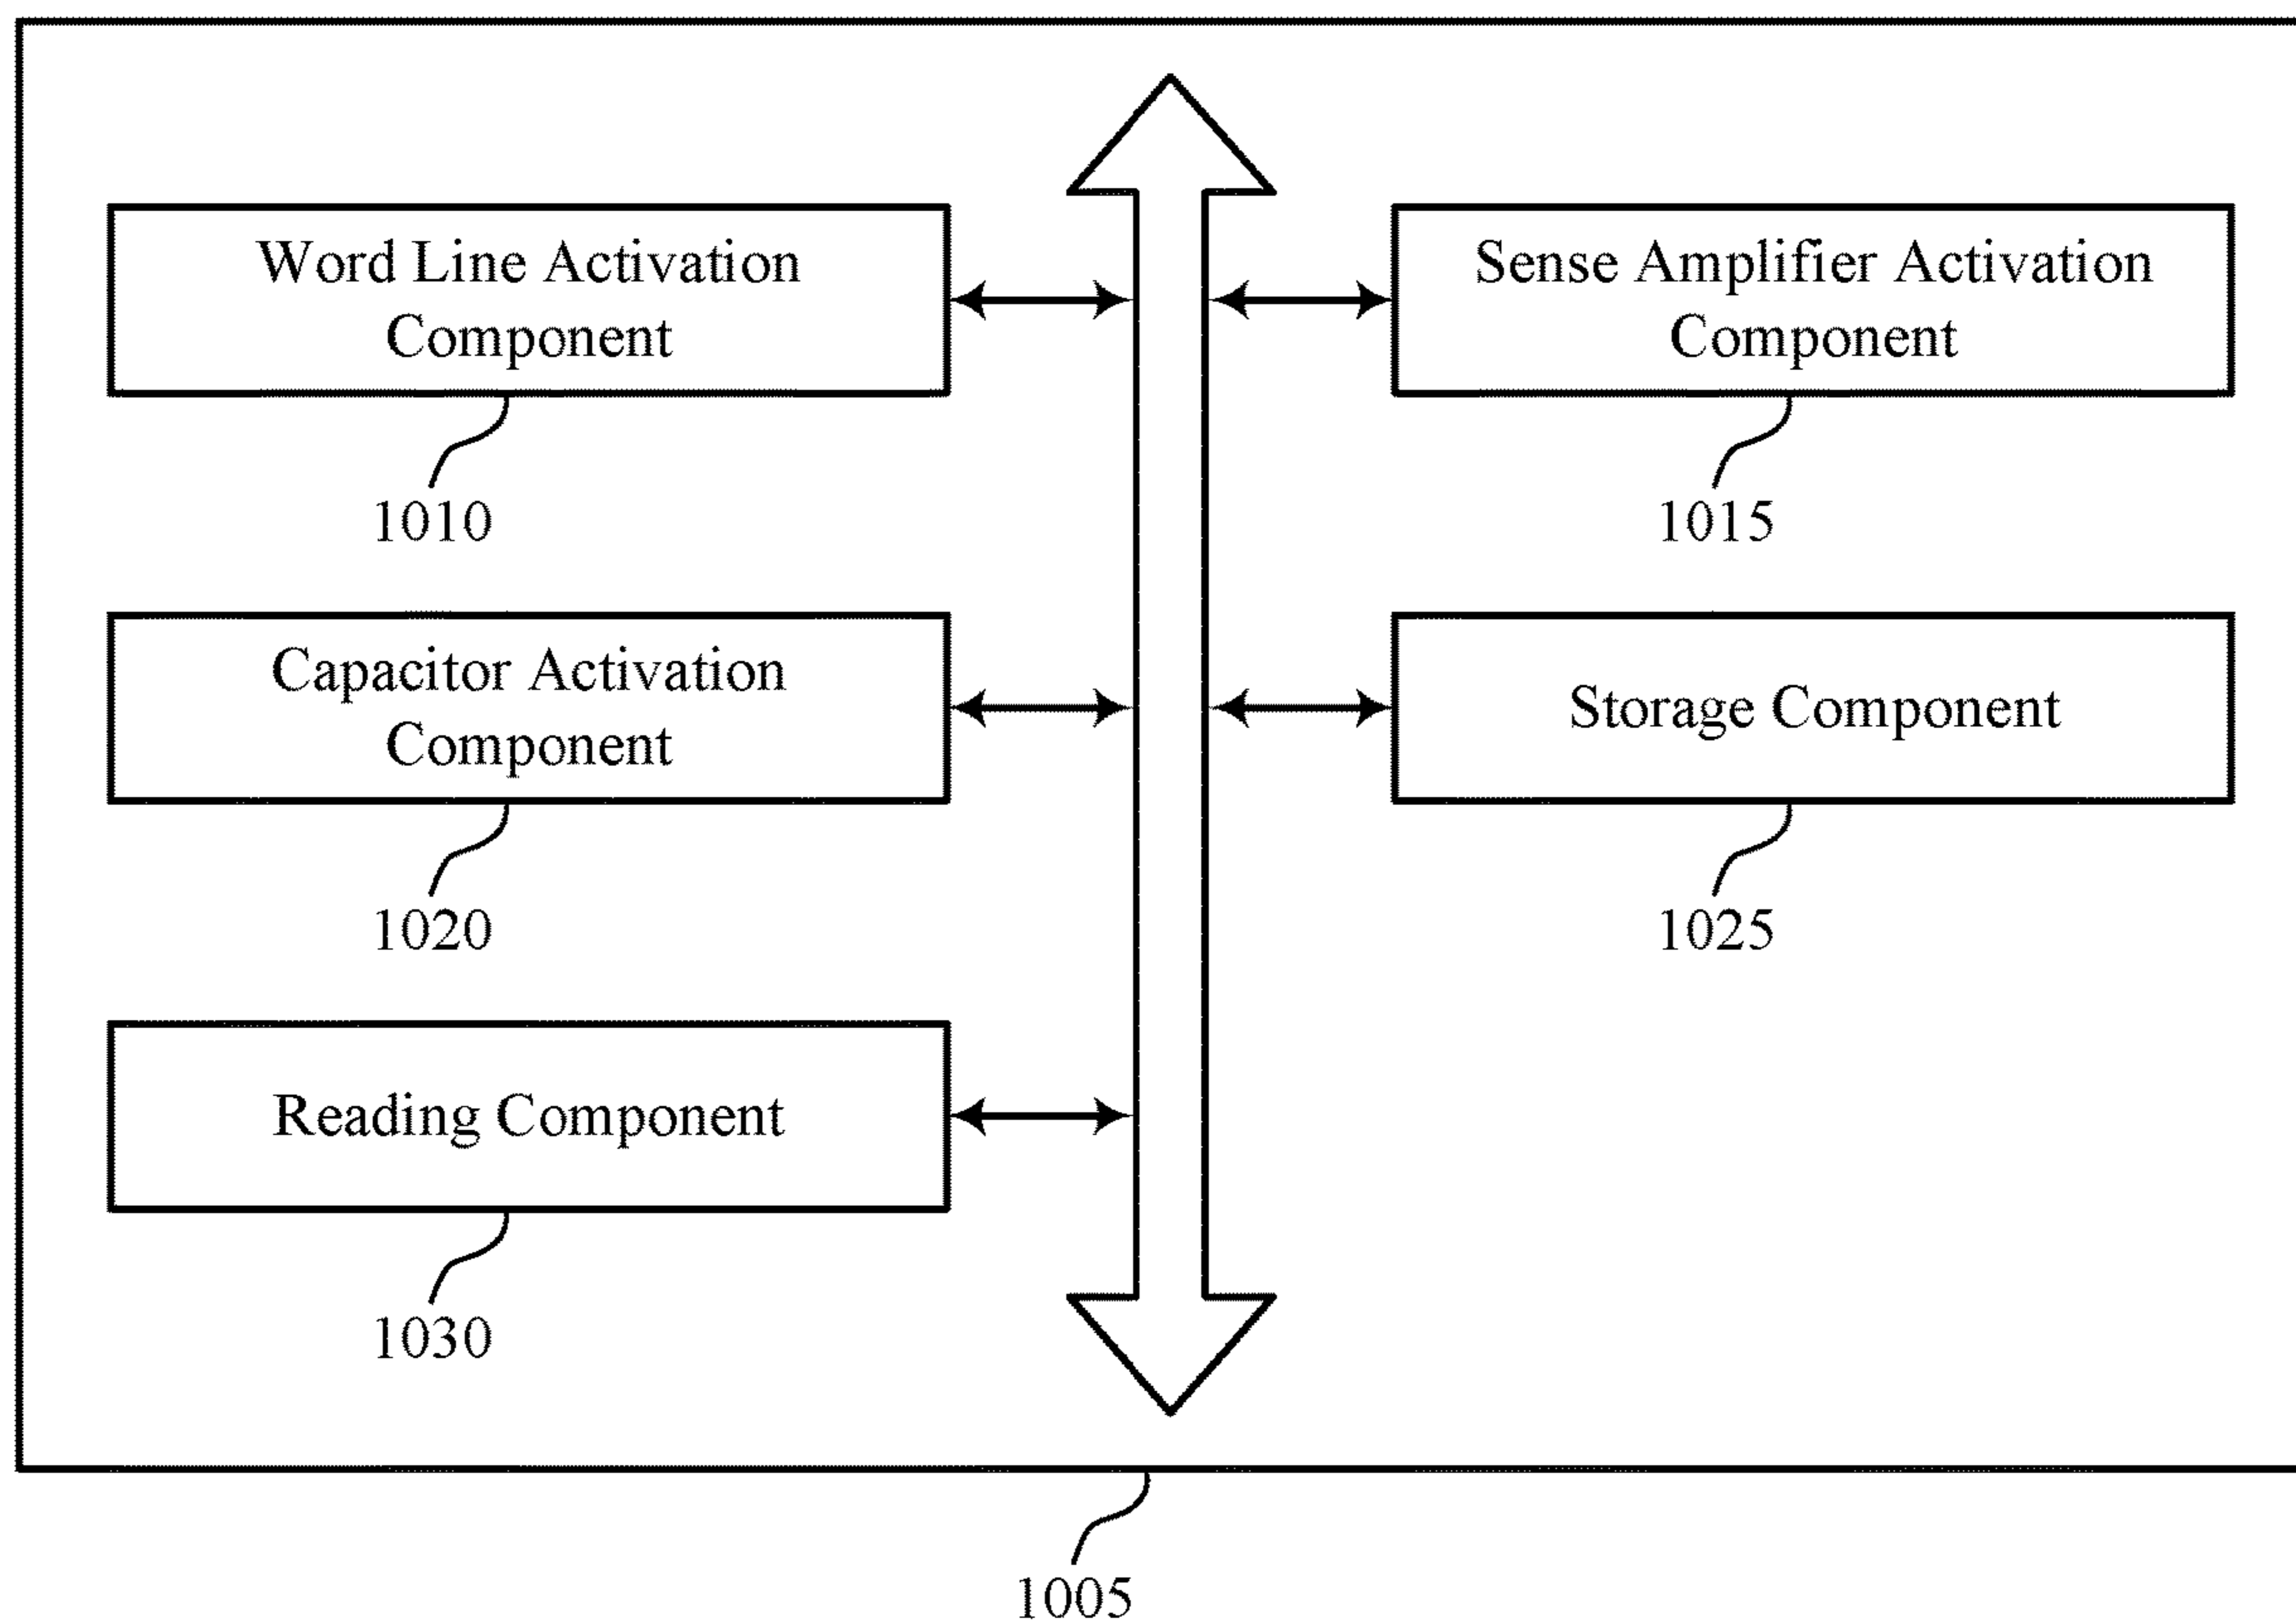 Word Line Activation
Component
1010
Sense Amplifier Activation
Component
1015
Capacitor Activation
Component
1020
Storage Component
1025
Reading Component
1030
1005